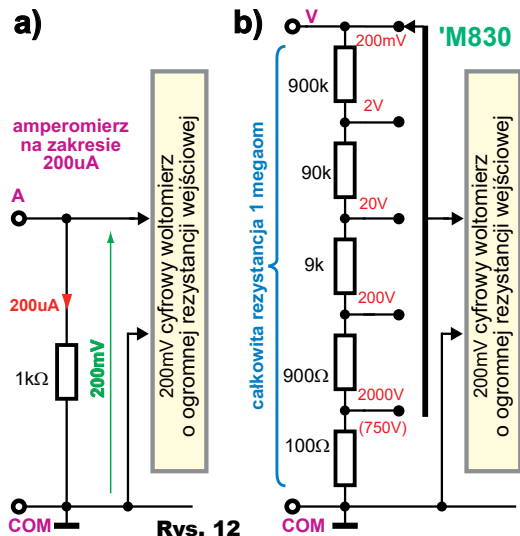 a)
amperomierz
na zakresie
200uA
A
200uA
1kΩ
200mV
200mV cyfrowy woltomierz
o ogromnej rezystancji wejściowej
COM
Rys. 12
b)
'M830
V
200mV
900k
2V
90k
20V
9k
200V
900Ω
2000V
(750V)
100Ω
całkowita rezystancja 1 megaom
200mV cyfrowy woltomierz
o ogromnej rezystancji wejściowej
COM